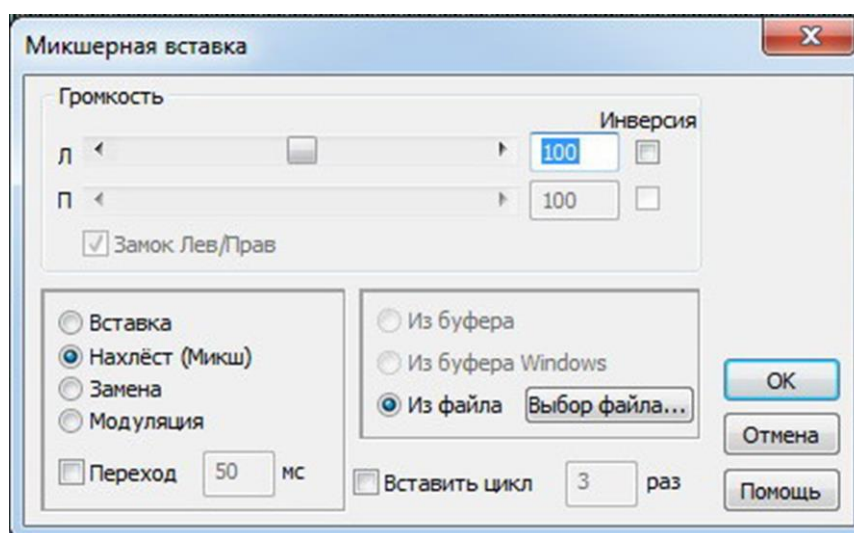 Микшерная вставка
Громкость
Инверсия
Л 100
П 100
Замок Лев/Прав
Вставка
Нахлёст (Микш)
Замена
Модуляция
Переход 50 мс
Из буфера
Из буфера Windows
Из файла Выбор файла...
Вставить цикл 3 раз
OK
Отмена
Помощь